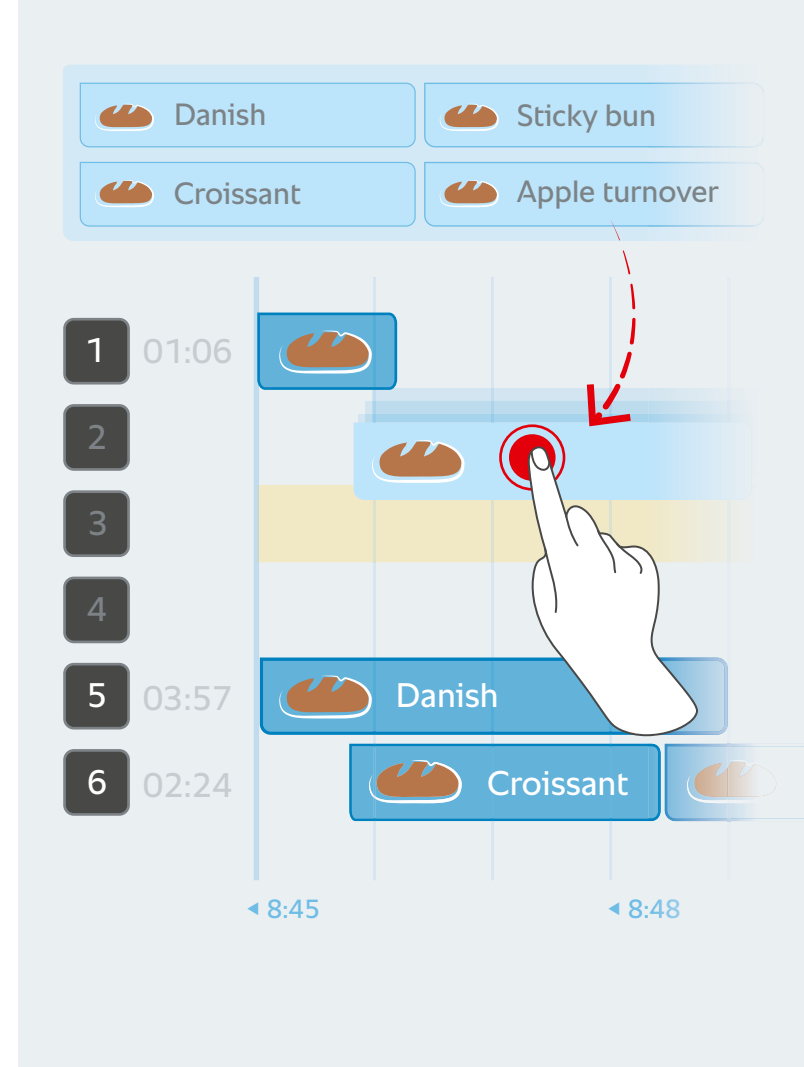 Danish Sticky bun
Croissant Apple turnover
1 01:06
2
3
4
5 03:57 Danish
6 02:24 Croissant
◄ 8:45 ◄ 8:48